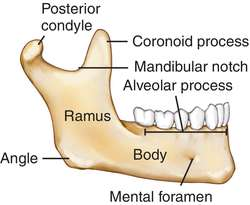 Posterior
condyle
Coronoid process
Mandibular notch
Alveolar process
Ramus
Angle
Body
Mental foramen